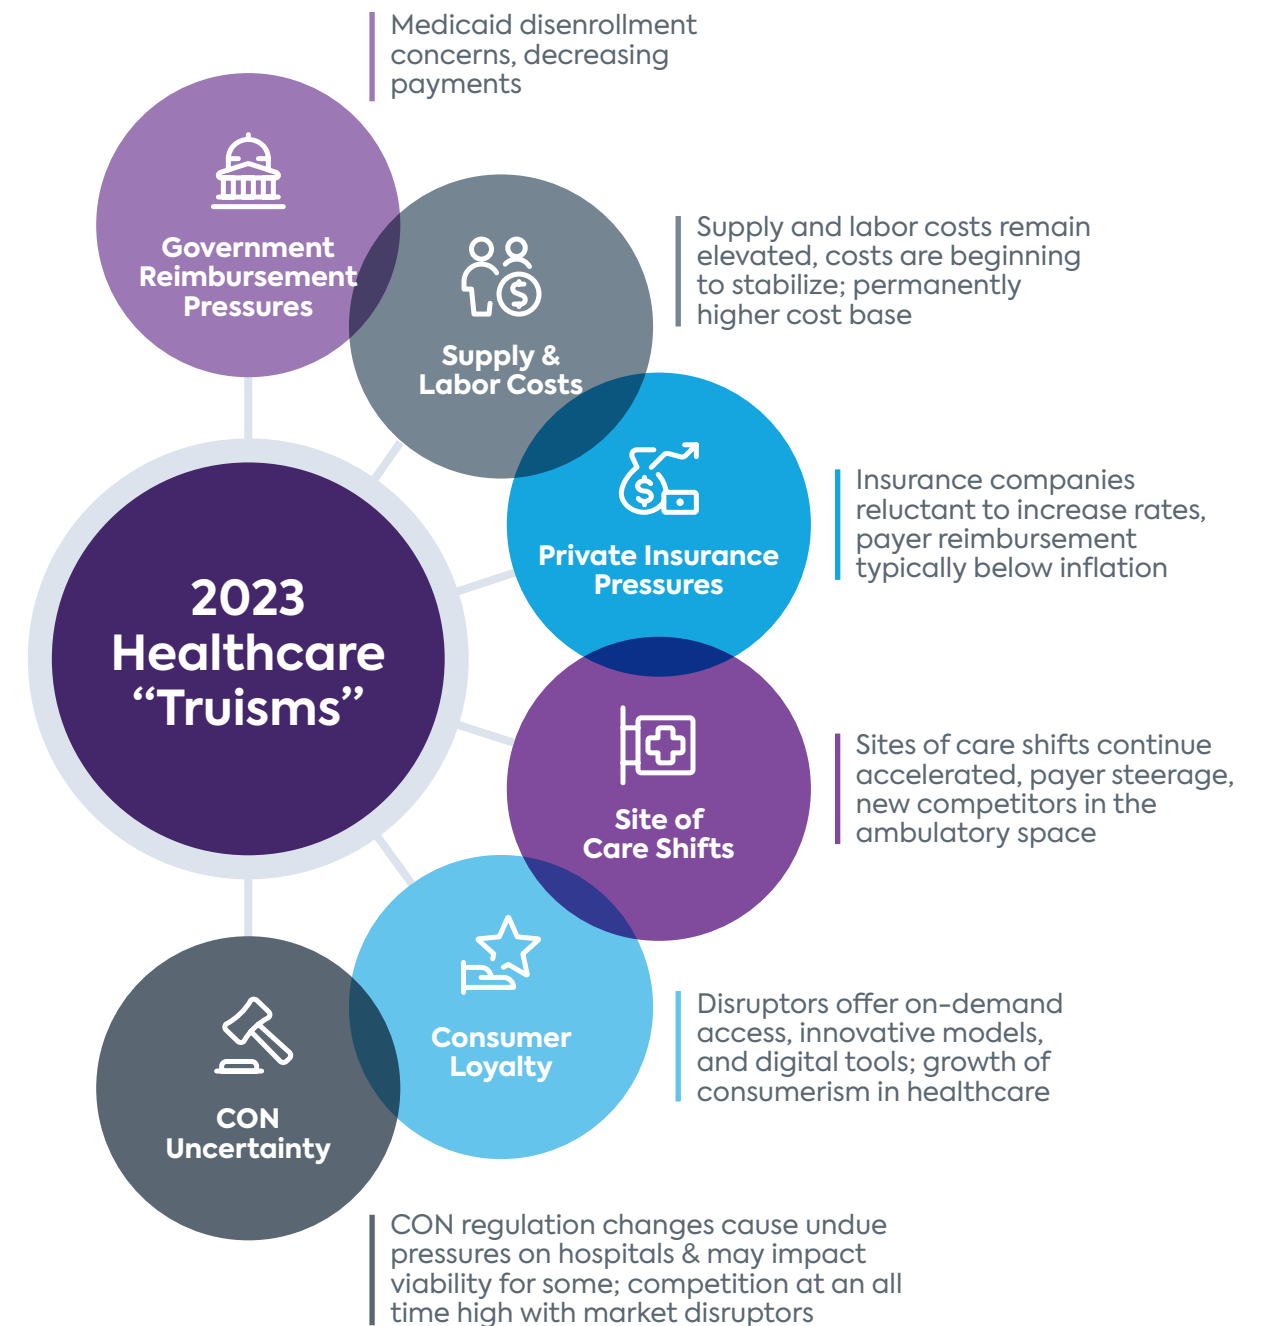 Medicaid disenrollment
concerns, decreasing
payments
Government
Reimbursement
Pressures
Supply and labor costs remain
elevated, costs are beginning
to stabilize; permanently
higher cost base
Supply &
Labor Costs
Insurance companies
reluctant to increase rates,
payer reimbursement
typically below inflation
Private Insurance
Pressures
2023
Healthcare
“Truisms”
Sites of care shifts continue
accelerated, payer steerage,
new competitors in the
ambulatory space
Site of
Care Shifts
Disruptors offer on-demand
access, innovative models,
and digital tools; growth of
consumerism in healthcare
Consumer
Loyalty
CON
Uncertainty
CON regulation changes cause undue
pressures on hospitals & may impact
viability for some; competition at an all
time high with market disruptors